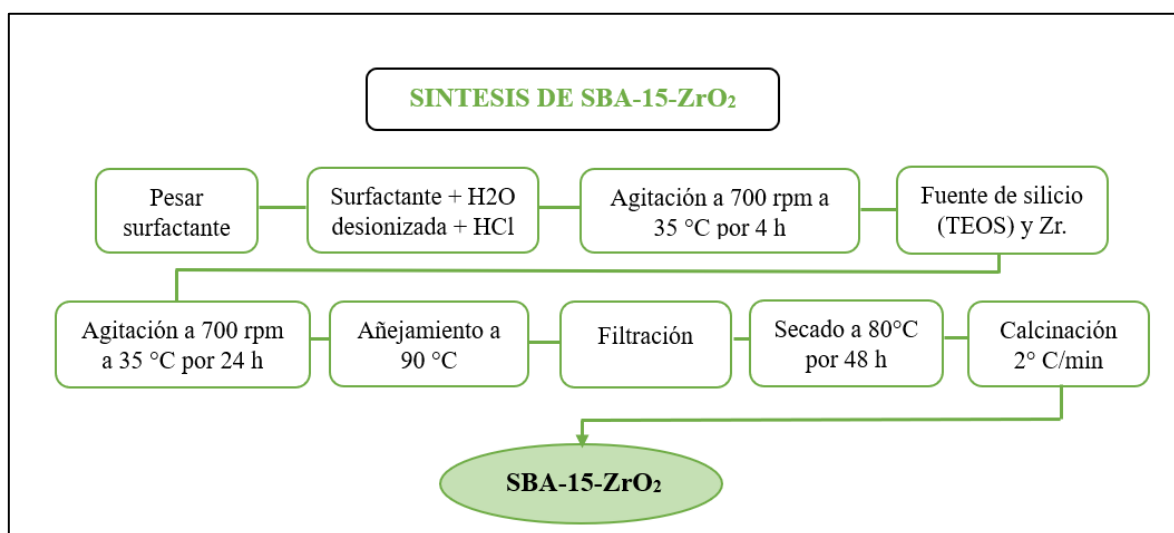 SINTESIS DE SBA-15-ZrO₂
Pesar
surfactante
Surfactante + H2O
desionizada + HCl
Agitación a 700 rpm a
35 °C por 4 h
Fuente de silicio
(TEOS) y Zr.
Agitación a 700 rpm
a 35 °C por 24 h
Añejamiento a
90 °C
Filtración
Secado a 80°C
por 48 h
Calcinación
2° C/min
SBA-15-ZrO₂